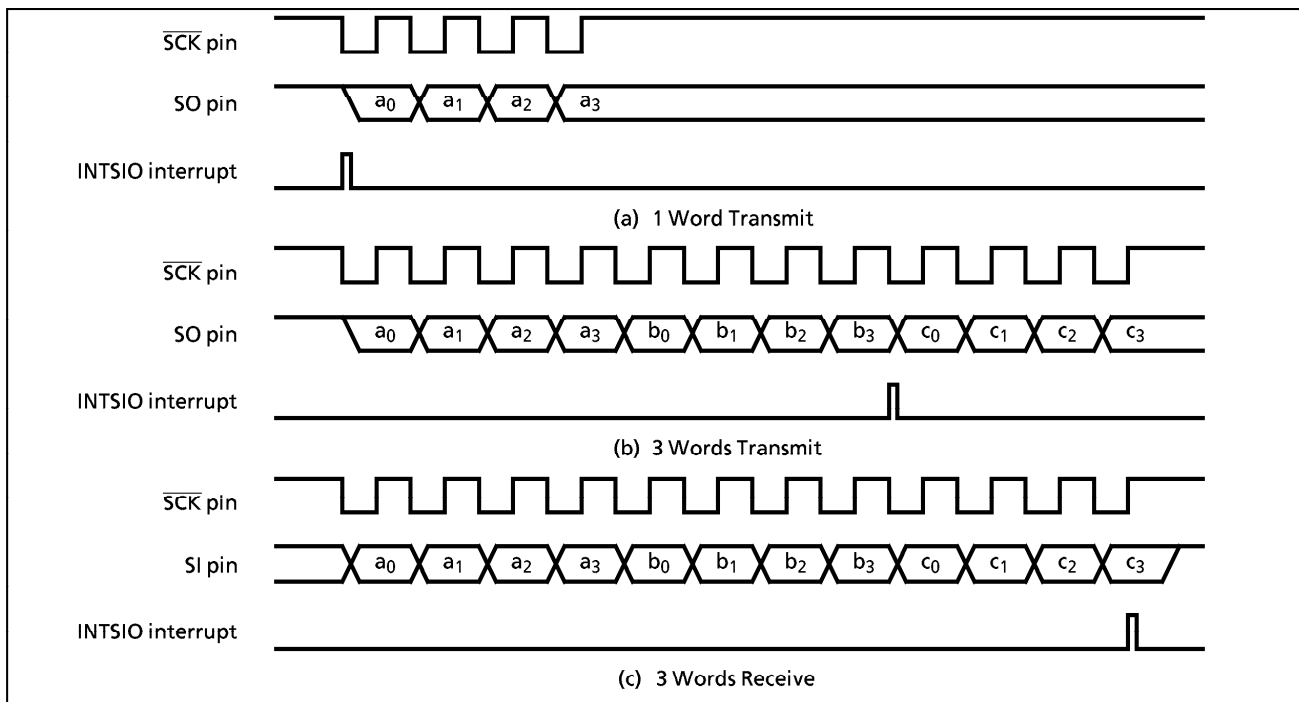 SCK pin
SO pin a0 a1 a2 a3
INTSIO interrupt
(a) 1 Word Transmit
SCK pin
SO pin a0 a1 a2 a3 b0 b1 b2 b3 c0 c1 c2 c3
INTSIO interrupt
(b) 3 Words Transmit
SCK pin
SI pin a0 a1 a2 a3 b0 b1 b2 b3 c0 c1 c2 c3
INTSIO interrupt
(c) 3 Words Receive